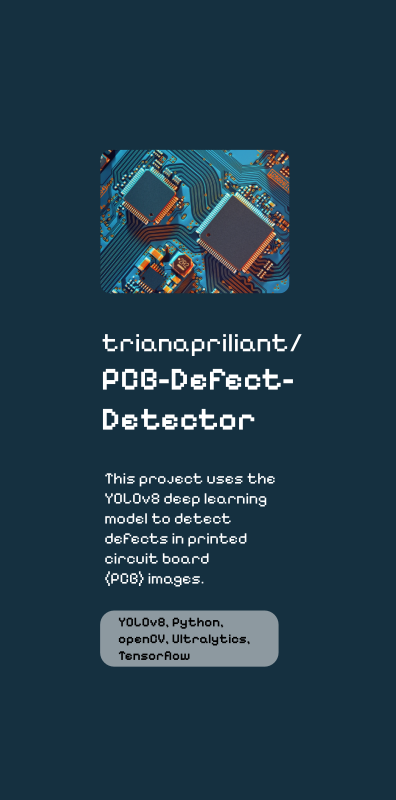 trianapriliant/
PCB-Defect-
Detector
This project uses the
YOLOv8 deep learning
model to detect
defects in printed
circuit board
(PCB) images.
YOLOv8, Python,
openCV, Ultralytics,
Tensorflow